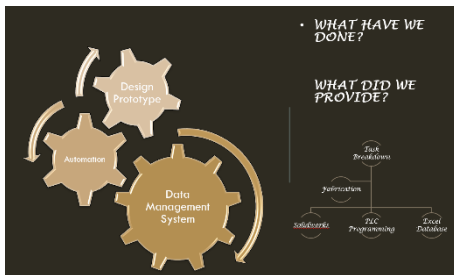 • WHAT HAVE WE
DONE?
WHAT DID WE
PROVIDE?
Design
Prototype
Automation
Data
Management
System
Task
Breakdown
Fabrication
Solidworks
PLC
Programming
Excel
Database